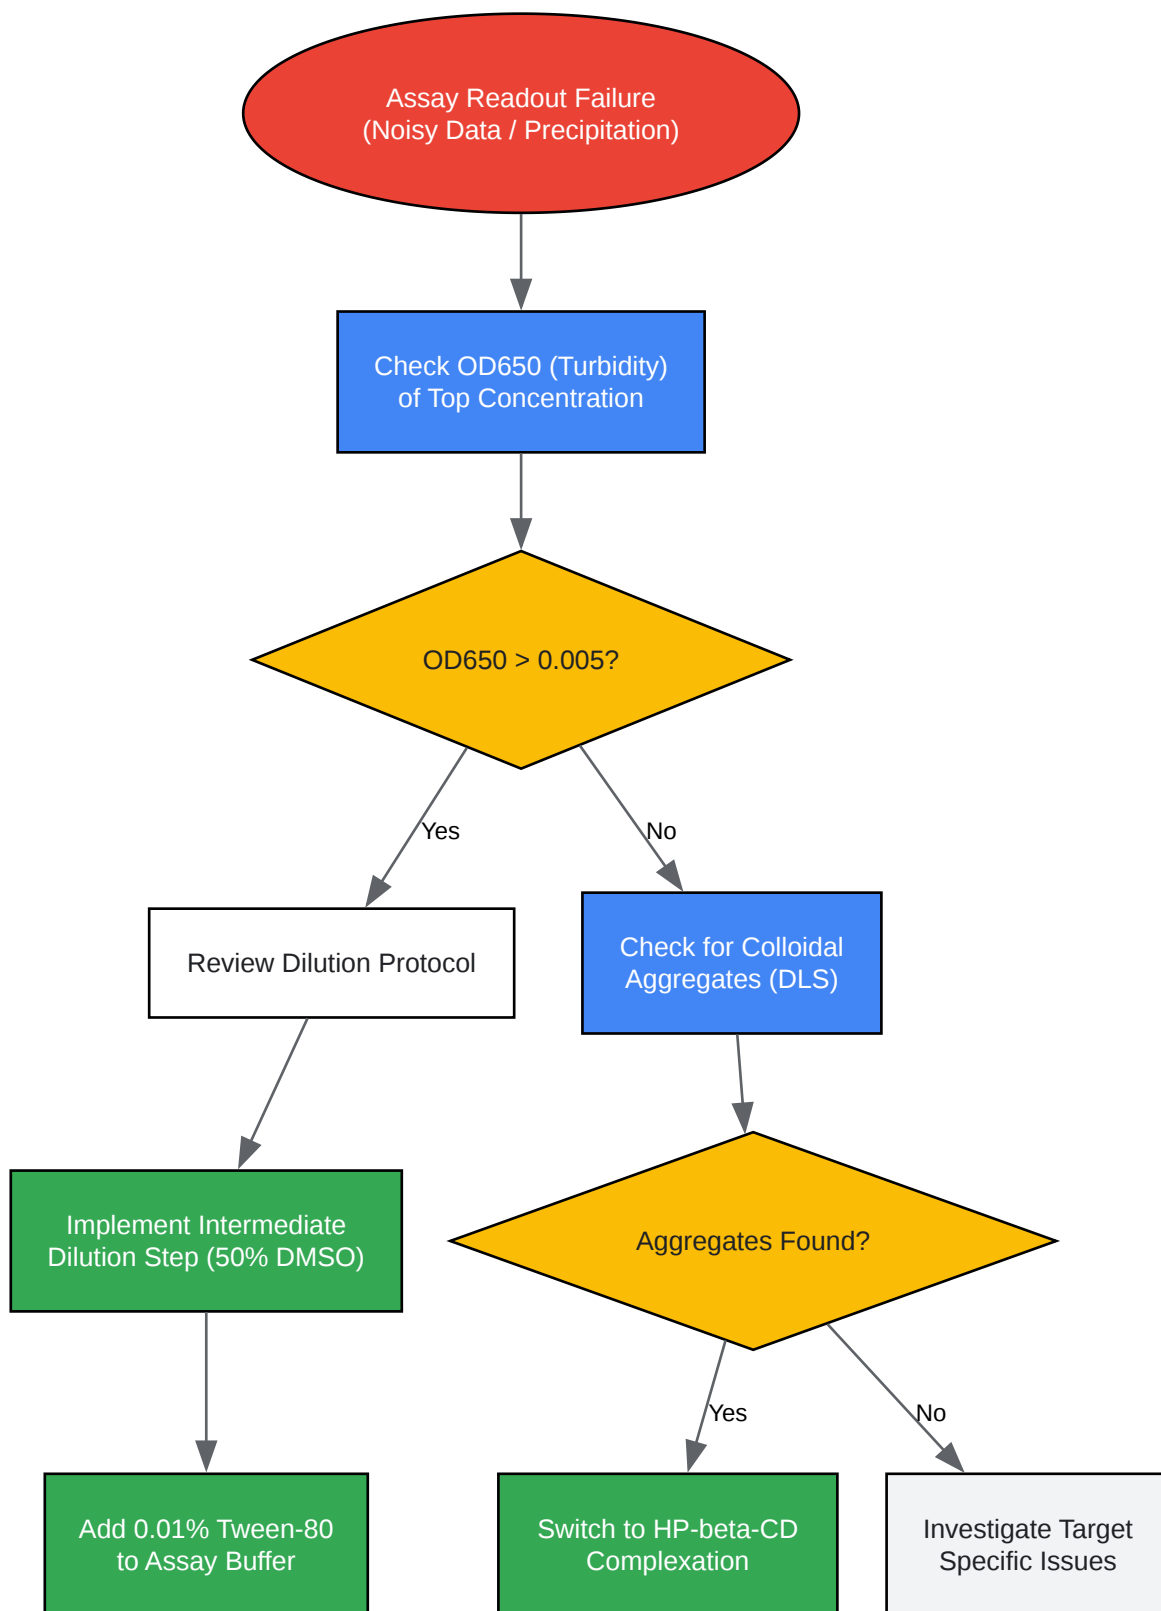 Assay Readout Failure
(Noisy Data / Precipitation)
Check OD650 (Turbidity)
of Top Concentration
OD650 > 0.005?
Yes
No
Review Dilution Protocol
Check for Colloidal
Aggregates (DLS)
Implement Intermediate
Dilution Step (50% DMSO)
Aggregates Found?
Yes
No
Add 0.01% Tween-80
to Assay Buffer
Switch to HP-beta-CD
Complexation
Investigate Target
Specific Issues